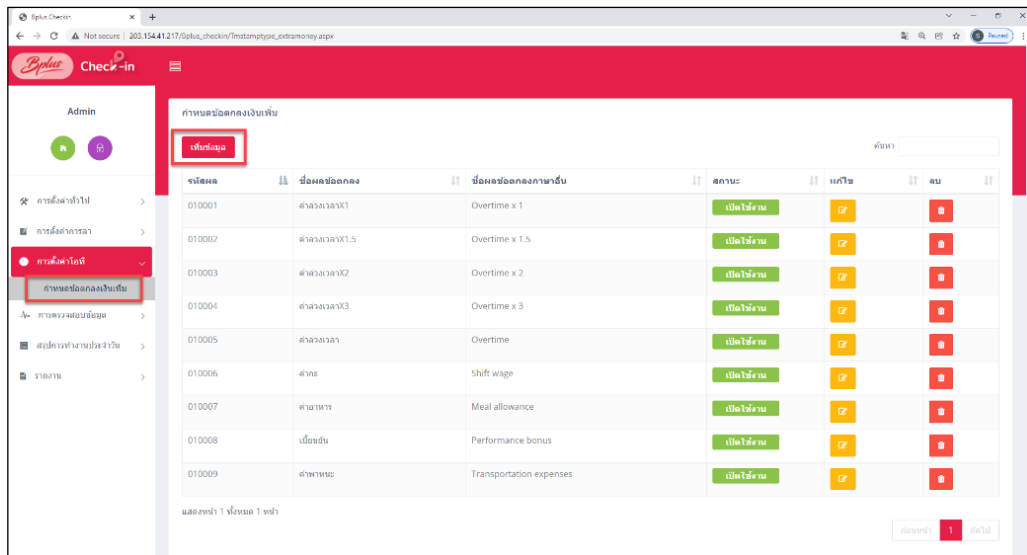 Bplus Checkin
Not secure | 203.154.41.217/Bplus_checkin/Tmstamptype_extramoney.aspx
Paused
Bplus Check-in
Admin
การตั้งค่าทั่วไป
การตั้งค่าการลา
การตั้งค่าโอที
กำหนดข้อตกลงเงินเพิ่ม
การตรวจสอบข้อมูล
สรุปการทำงานประจำวัน
รายงาน
กำหนดข้อตกลงเงินเพิ่ม
เพิ่มข้อมูล
ค้นหา
รหัสผล ชื่อผลข้อตกลง ชื่อผลข้อตกลงภาษาอื่น สถานะ แก้ไข ลบ
010001 ค่าล่วงเวลาX1 Overtime x 1 เปิดใช้งาน
010002 ค่าล่วงเวลาX1.5 Overtime x 1.5 เปิดใช้งาน
010003 ค่าล่วงเวลาX2 Overtime x 2 เปิดใช้งาน
010004 ค่าล่วงเวลาX3 Overtime x 3 เปิดใช้งาน
010005 ค่าล่วงเวลา Overtime เปิดใช้งาน
010006 ค่ากะ Shift wage เปิดใช้งาน
010007 ค่าอาหาร Meal allowance เปิดใช้งาน
010008 เบี้ยขยัน Performance bonus เปิดใช้งาน
010009 ค่าพาหนะ Transportation expenses เปิดใช้งาน
แสดงหน้า 1 ทั้งหมด 1 หน้า
ก่อนหน้า 1 ถัดไป